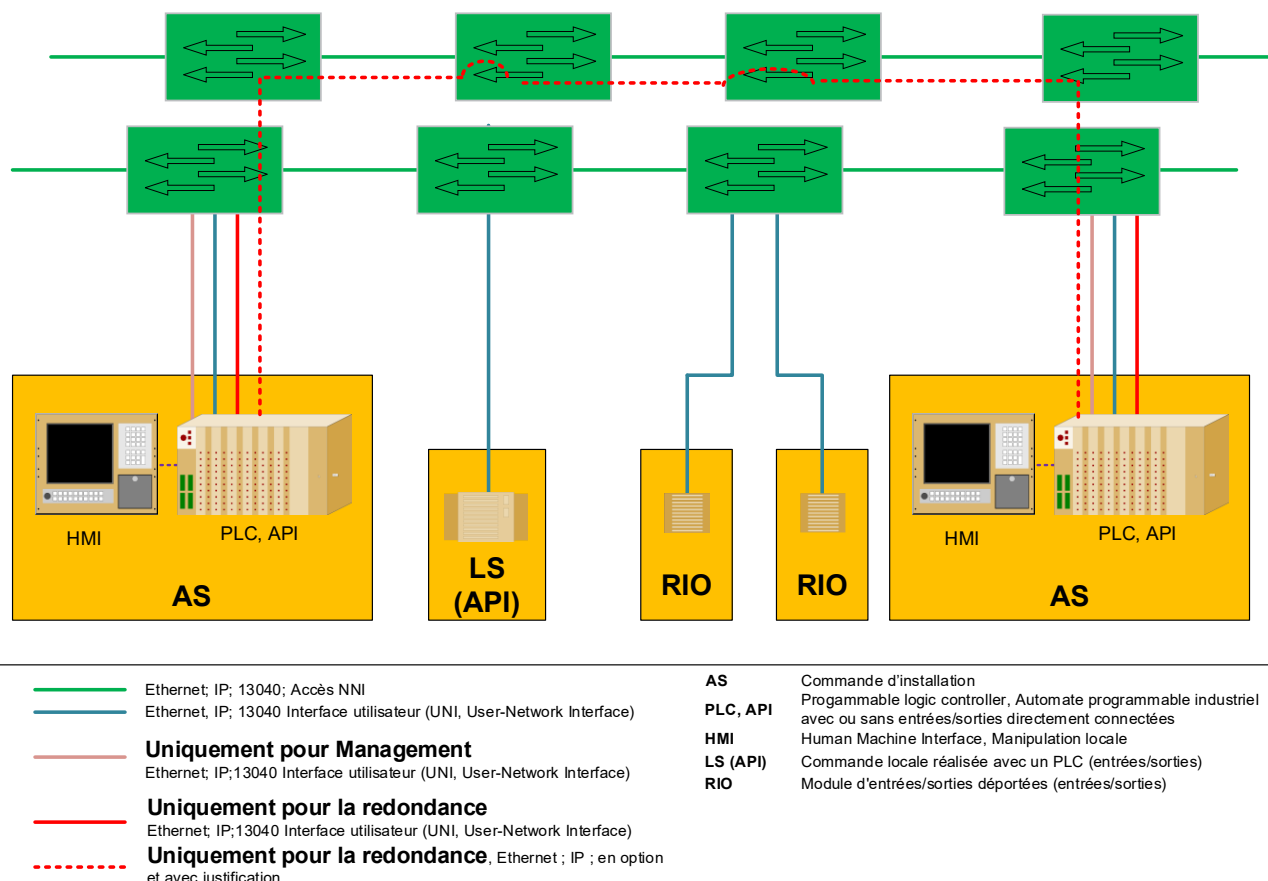 HMI
PLC, API
AS
LS
(API)
RIO
RIO
HMI
PLC, API
AS
Ethernet; IP; 13040; Accès NNI
Ethernet, IP; 13040 Interface utilisateur (UNI, User-Network Interface)
Uniquement pour Management
Ethernet; IP;13040 Interface utilisateur (UNI, User-Network Interface)
Uniquement pour la redondance
Ethernet; IP;13040 Interface utilisateur (UNI, User-Network Interface)
Uniquement pour la redondance, Ethernet ; IP ; en option
et avec justification
AS Commande d'installation
PLC, API Progammable logic controller, Automate programmable industriel
avec ou sans entrées/sorties directement connectées
HMI Human Machine Interface, Manipulation locale
LS (API) Commande locale réalisée avec un PLC (entrées/sorties)
RIO Module d'entrées/sorties déportées (entrées/sorties)